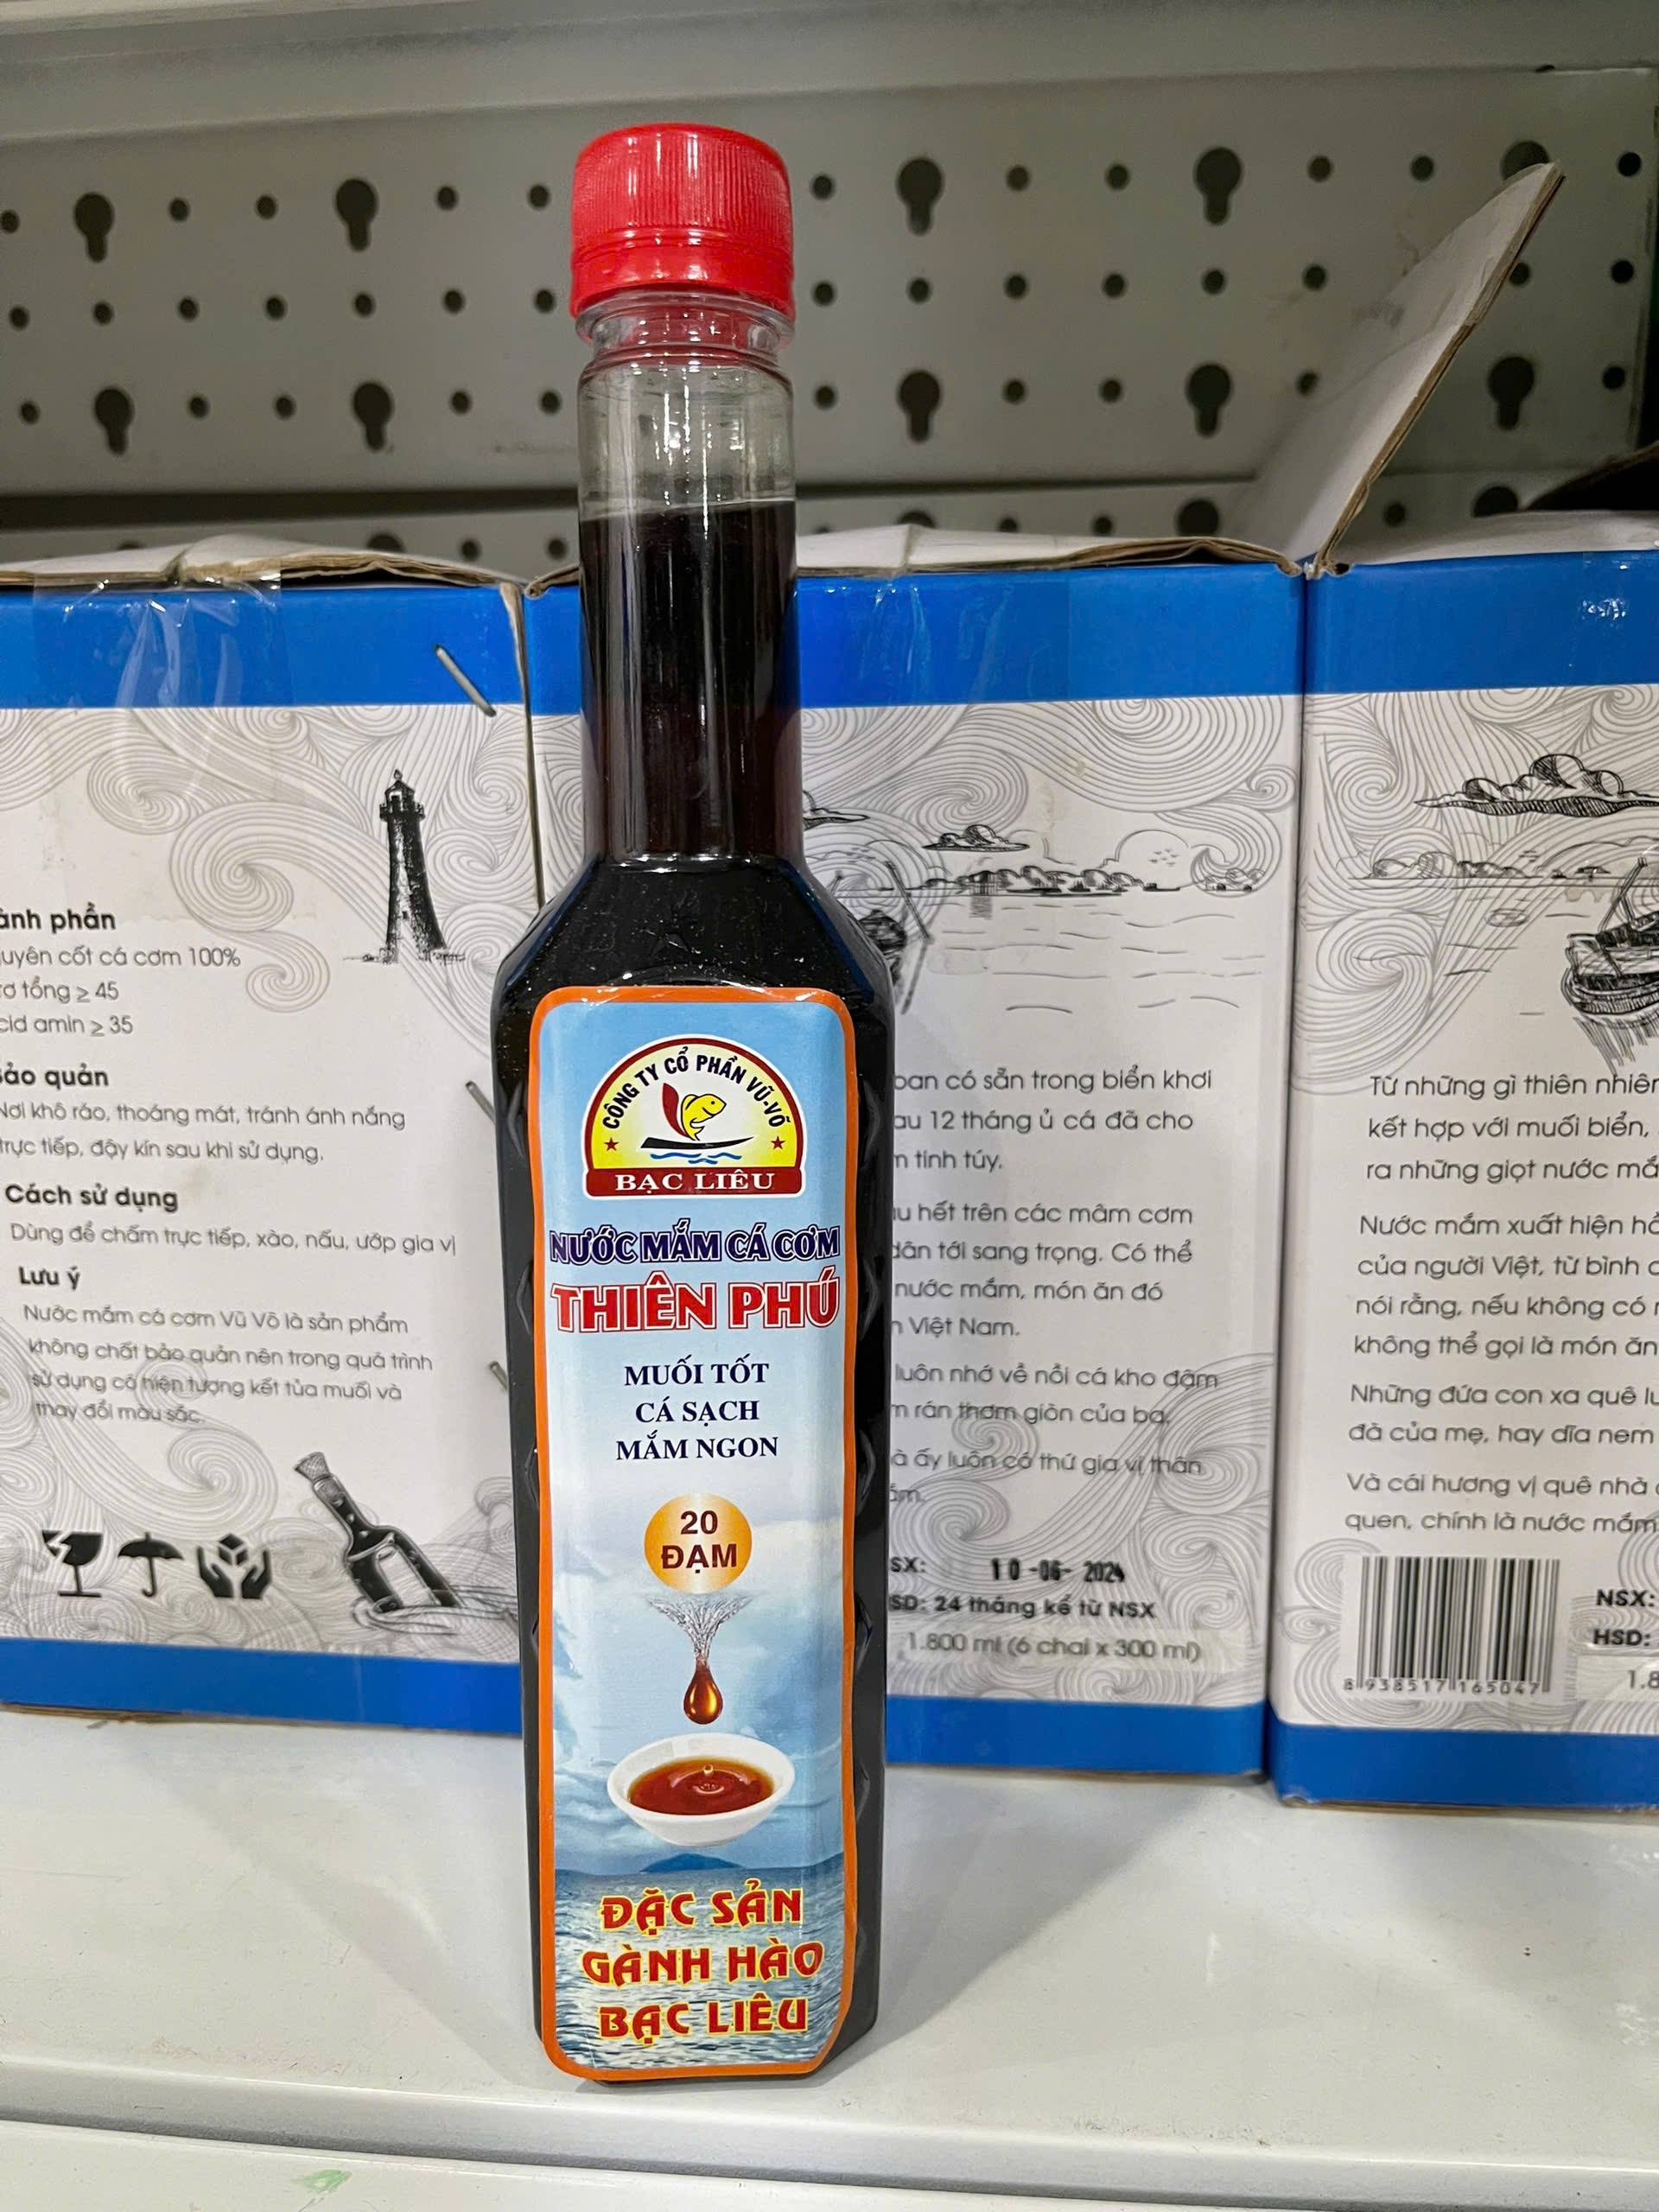 CÔNG TY CỔ PHẦN VŨ-VÕ
BẠC LIÊU
NƯỚC MẮM CÁ CƠM
THIÊN PHÚ
MUỐI TỐT
CÁ SẠCH
MẮM NGON
20
ĐẠM
ĐẶC SẢN
GÀNH HÀO
BẠC LIÊU
ành phần
uyên cốt cá cơm 100%
ơ tổng ≥ 45
cid amin ≥ 35
Bảo quản
Nơi khô ráo, thoáng mát, tránh ánh nắng
trực tiếp, đậy kín sau khi sử dụng.
Cách sử dụng
Dùng để chấm trực tiếp, xào, nấu, ướp gia vị
Lưu ý
Nước mắm cá cơm Vũ Võ là sản phẩm
không chất bảo quản nên trong quá trình
sử dụng có hiện tượng kết tủa muối và
thay đổi màu sắc.
ban có sẵn trong biển khơi
au 12 tháng ủ cá đã cho
tinh túy.
u hết trên các mâm cơm
dân tới sang trọng. Có thể
nước mắm, món ăn đó
Việt Nam.
luôn nhớ về nồi cá kho đậm
rán thơm giòn của bà,
à ấy luôn có thứ gia vị thân
SX: 10-06-2024
SD: 24 tháng kể từ NSX
1.800 ml (6 chai x 300 ml)
Từ những gì thiên nhiên
kết hợp với muối biển,
ra những giọt nước mắ
Nước mắm xuất hiện hầ
của người Việt, từ bình d
nói rằng, nếu không có
không thể gọi là món ăn
Những đứa con xa quê lu
đà của mẹ, hay dĩa nem
Và cái hương vị quê nhà
quen, chính là nước mắm
NSX:
HSD:
8 938517 165047
1.8